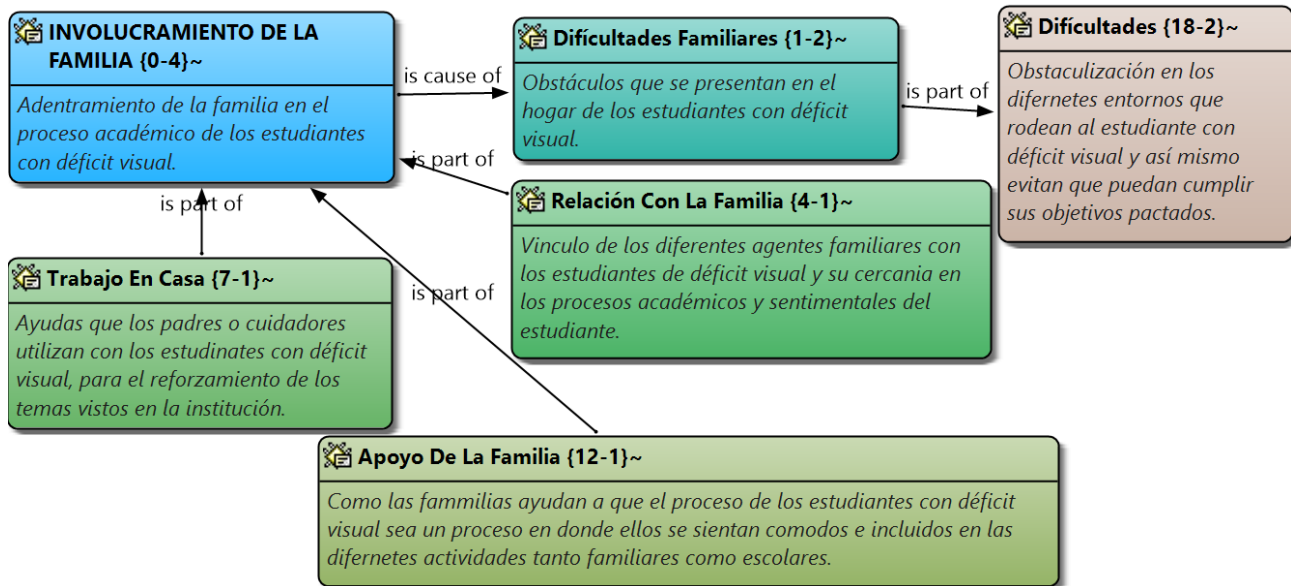 INVOLUCRAMIENTO DE LA
FAMILIA {0-4}~
Adentramiento de la familia en el
proceso académico de los estudiantes
con déficit visual.
is cause of
Difícultades Familiares {1-2}~
Obstáculos que se presentan en el
hogar de los estudiantes con déficit
visual.
is part of
Difícultades {18-2}~
Obstaculización en los
difernetes entornos que
rodean al estudiante con
déficit visual y así mismo
evitan que puedan cumplir
sus objetivos pactados.
is part of
Relación Con La Familia {4-1}~
Vinculo de los diferentes agentes familiares con
los estudiantes de déficit visual y su cercania en
los procesos académicos y sentimentales del
estudiante.
is part of
Trabajo En Casa {7-1}~
Ayudas que los padres o cuidadores
utilizan con los estudinates con déficit
visual, para el reforzamiento de los
temas vistos en la institución.
is part of
Apoyo De La Familia {12-1}~
Como las fammilias ayudan a que el proceso de los estudiantes con déficit
visual sea un proceso en donde ellos se sientan comodos e incluidos en las
difernetes actividades tanto familiares como escolares.